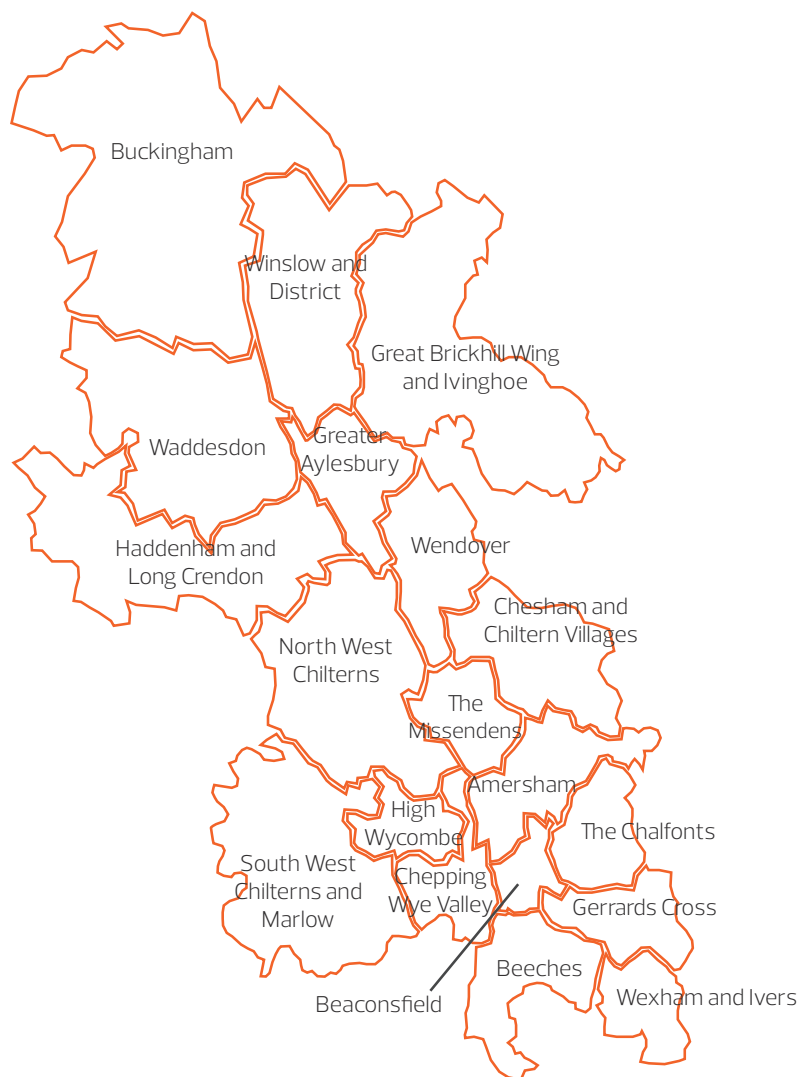 Buckingham
Winslow and
District
Great Brickhill Wing
and Ivinghoe
Waddesdon
Greater
Aylesbury
Haddenham and
Long Crendon
Wendover
Chesham and
Chiltern Villages
North West
Chilterns
The
Missendens
Amersham
High
Wycombe
The Chalfonts
South West
Chilterns and
Marlow
Chepping
Wye Valley
Gerrards Cross
Beeches
Beaconsfield
Wexham and Ivers